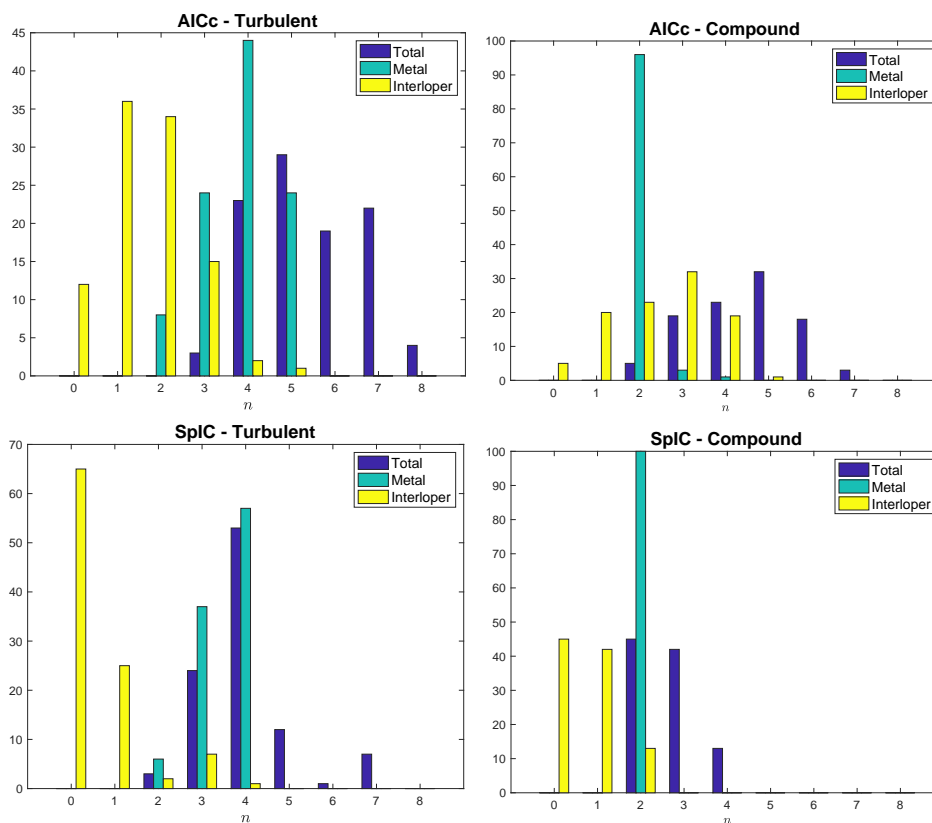 AICc - Turbulent
45
40
35
30
25
20
15
10
5
0
0 1 2 3 4 5 6 7 8
n
Total
Metal
Interloper
AICc - Compound
100
90
80
70
60
50
40
30
20
10
0
0 1 2 3 4 5 6 7 8
n
Total
Metal
Interloper
SpIC - Turbulent
70
60
50
40
30
20
10
0
0 1 2 3 4 5 6 7 8
n
Total
Metal
Interloper
SpIC - Compound
100
90
80
70
60
50
40
30
20
10
0
0 1 2 3 4 5 6 7 8
n
Total
Metal
Interloper